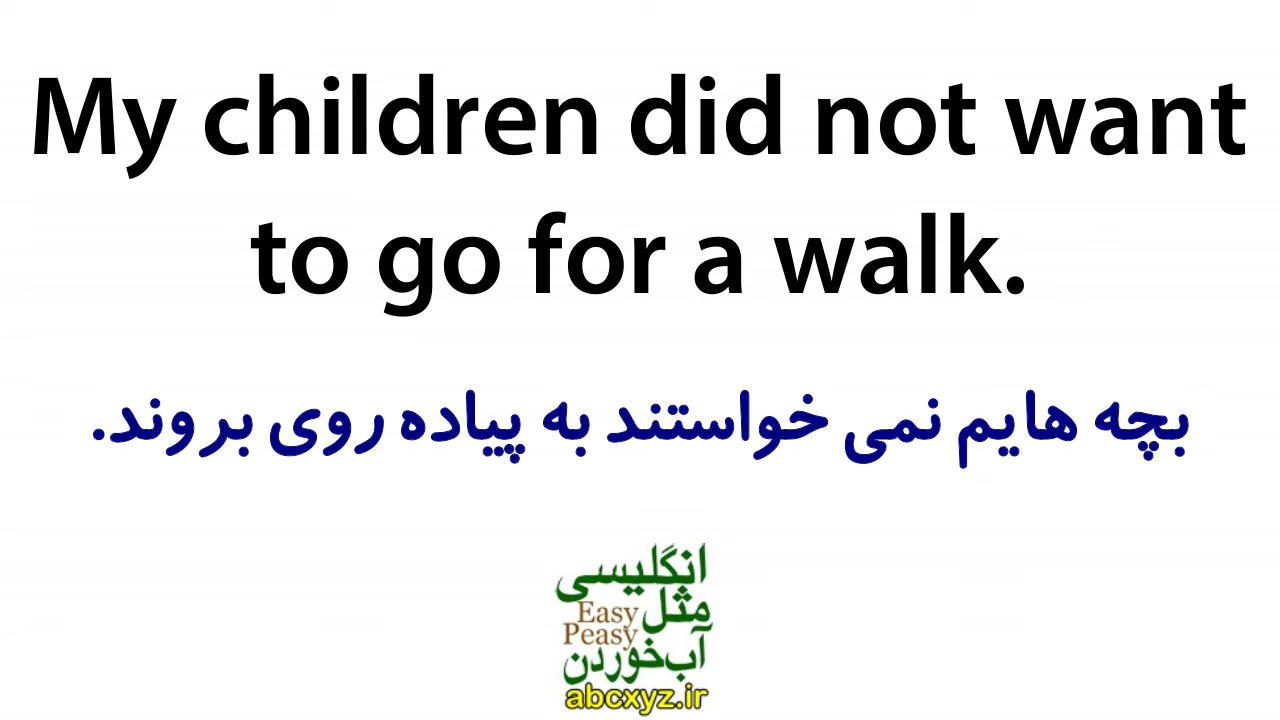 My children did not want
to go for a walk.
بچه هایم نمی خواستند به پیاده روی بروند.
انگلیسی
مثل
Easy
Peasy
آب خوردن
abcxyz.ir